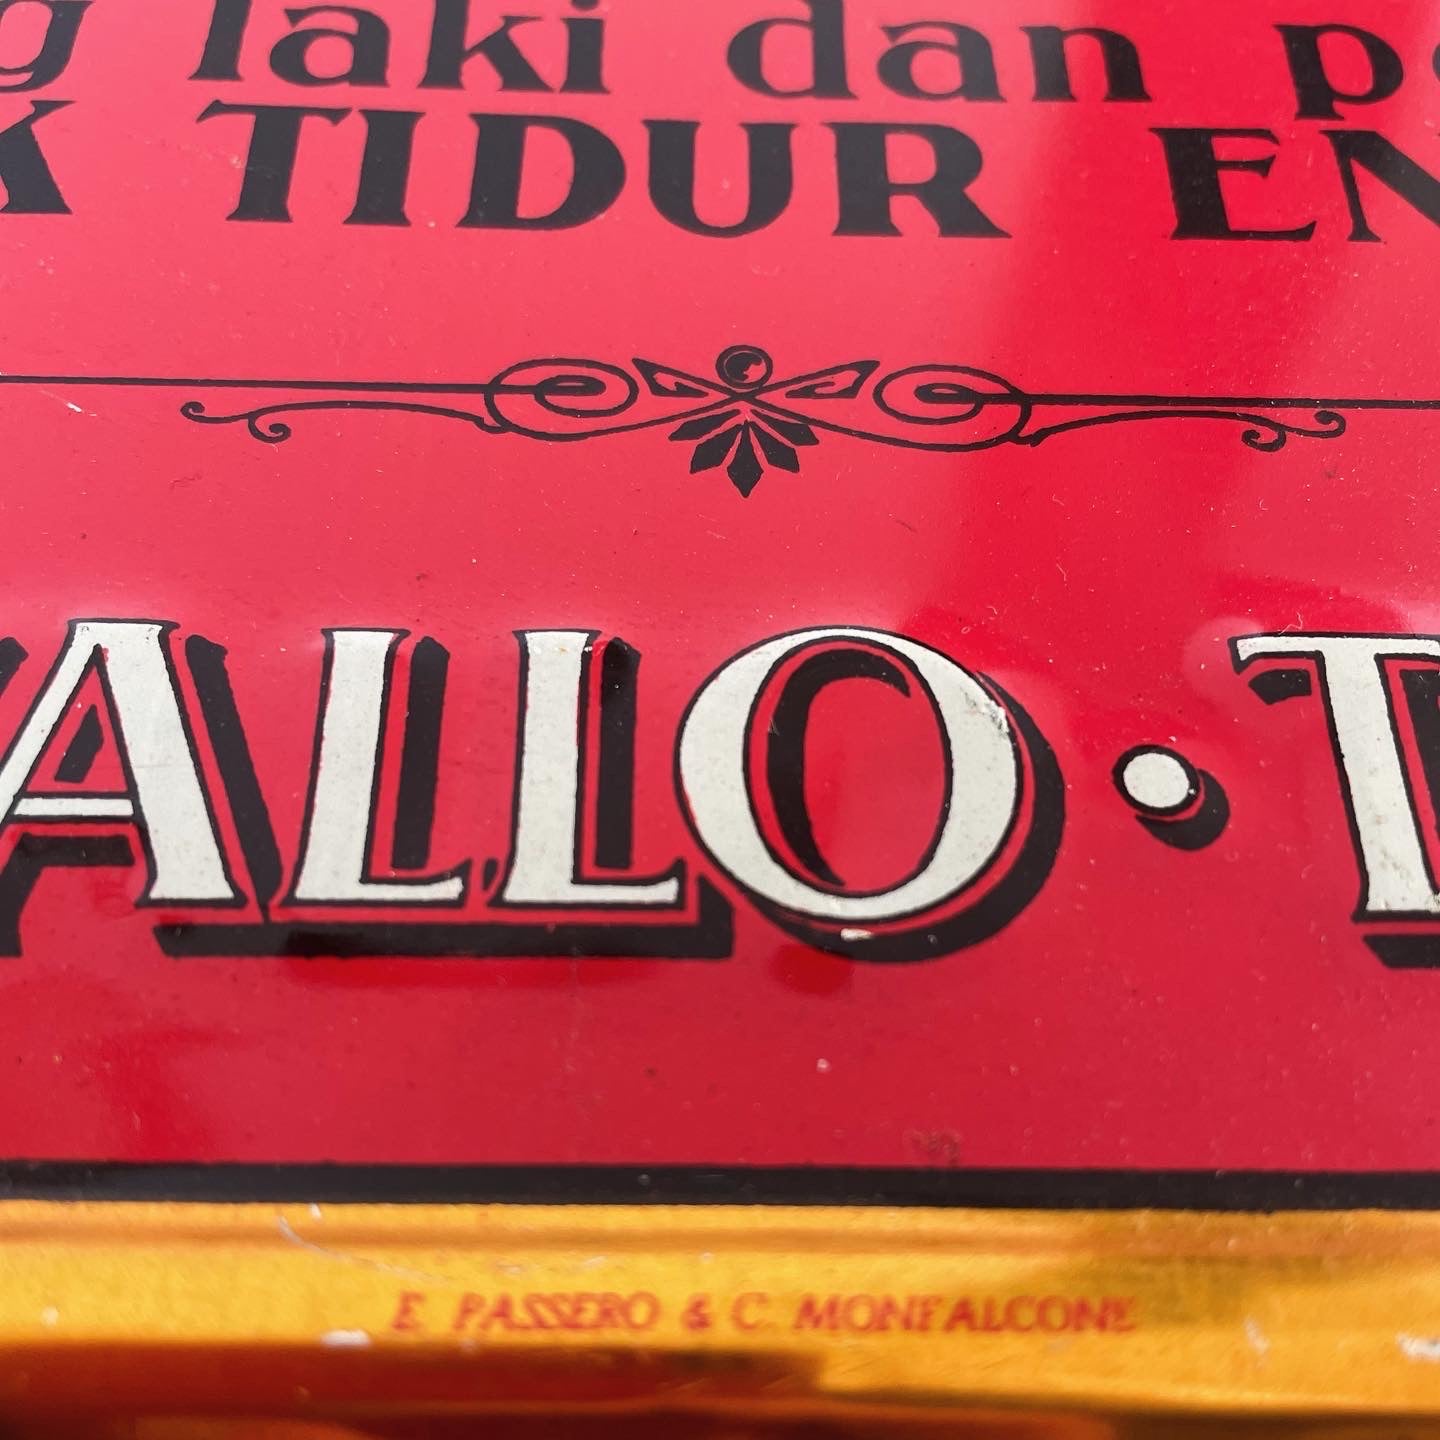 g laki dan p
K TIDUR EN
ALLO · T
E. PASSERO & C. MONFALCONE